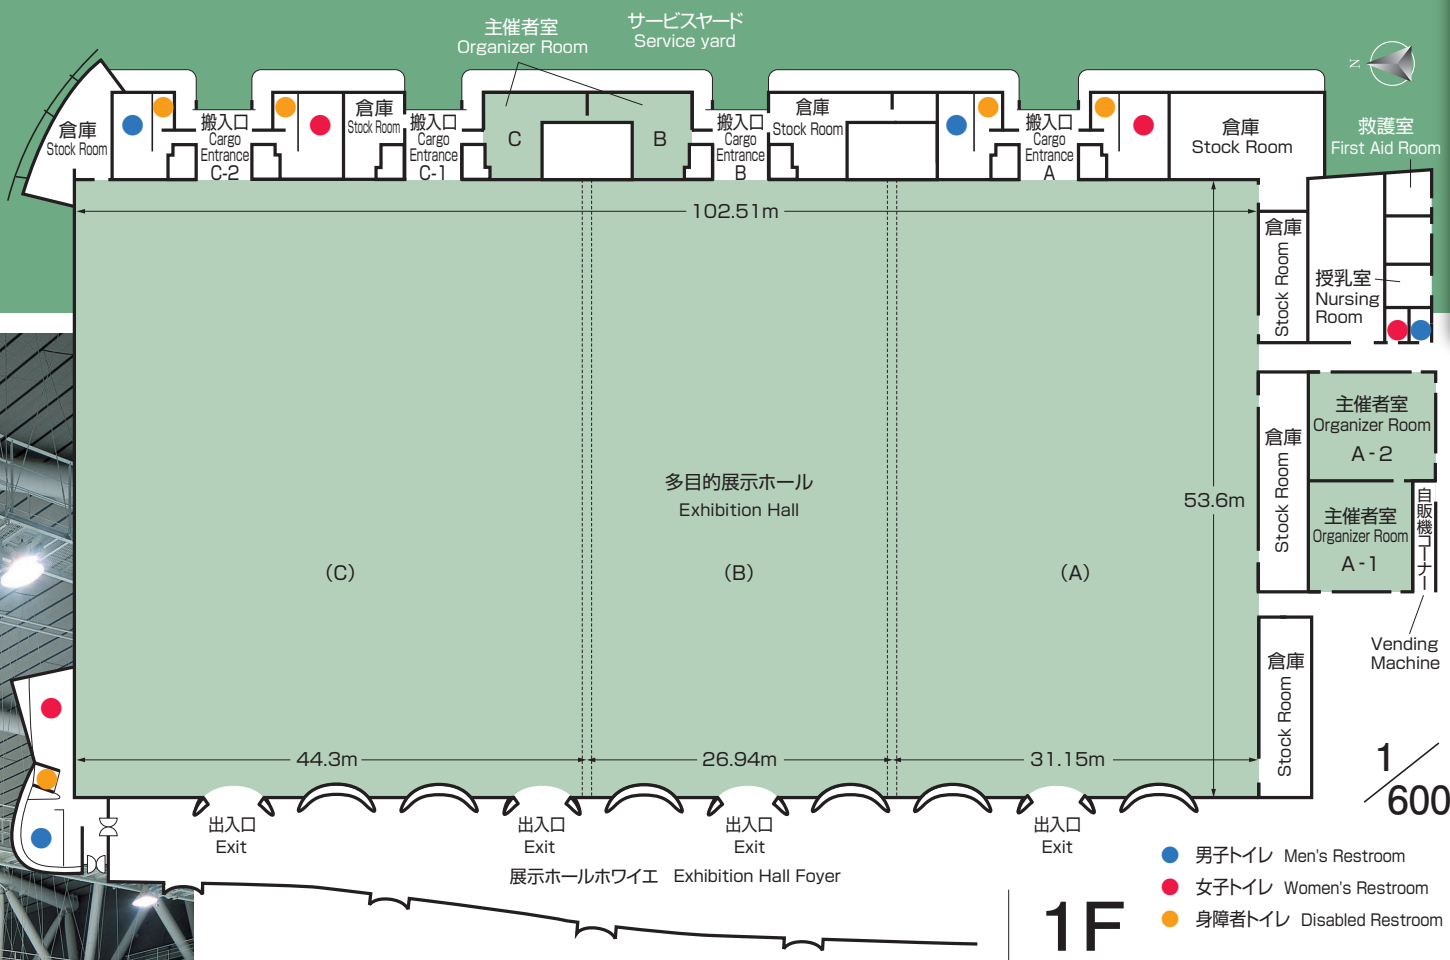 主催者室
Organizer Room
サービスヤード
Service yard
N
倉庫
Stock Room
搬入口
Cargo
Entrance
C-2
倉庫
Stock Room
搬入口
Cargo
Entrance
C-1
C
B
搬入口
Cargo
Entrance
B
倉庫
Stock Room
搬入口
Cargo
Entrance
A
倉庫
Stock Room
救護室
First Aid Room
102.51m
倉庫
Stock Room
授乳室
Nursing
Room
主催者室
Organizer Room
A-2
倉庫
Stock Room
多目的展示ホール
Exhibition Hall
53.6m
主催者室
Organizer Room
A-1
自販機コーナー
Vending
Machine
(C)
(B)
(A)
倉庫
Stock Room
44.3m
26.94m
31.15m
1/600
出入口
Exit
出入口
Exit
出入口
Exit
出入口
Exit
展示ホールホワイエ Exhibition Hall Foyer
1F
男子トイレ Men's Restroom
女子トイレ Women's Restroom
身障者トイレ Disabled Restroom